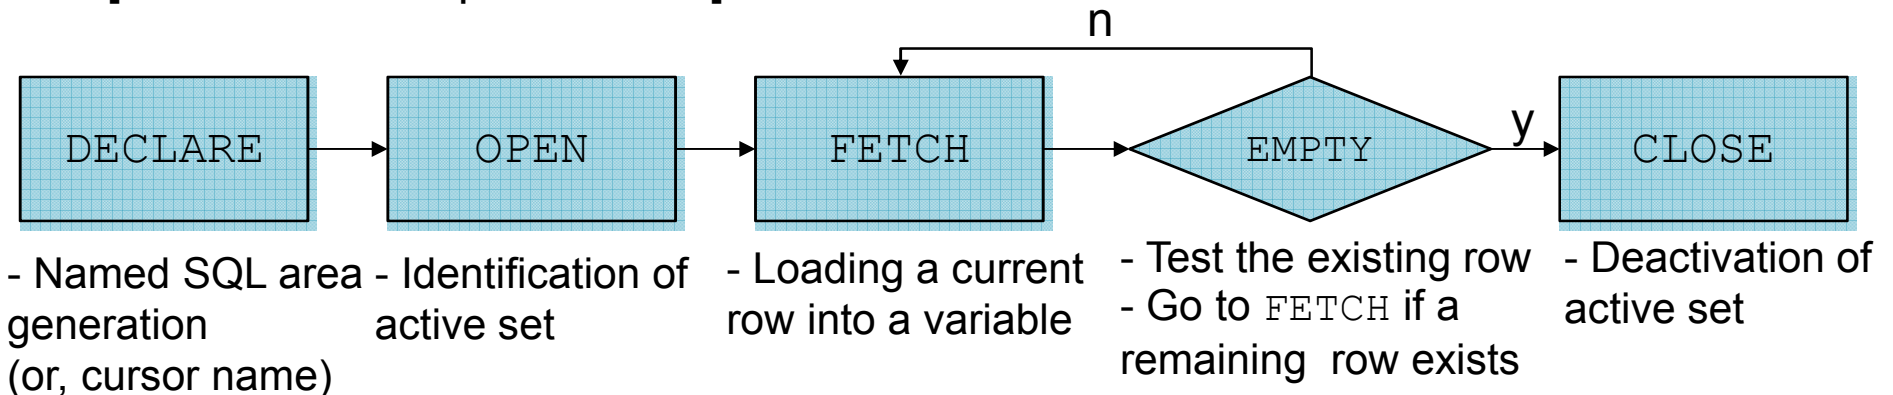 n
DECLARE
OPEN
FETCH
EMPTY
y
CLOSE
- Named SQL area
generation
(or, cursor name)
- Identification of
active set
- Loading a current
row into a variable
- Test the existing row
- Go to FETCH if a
remaining row exists
- Deactivation of
active set